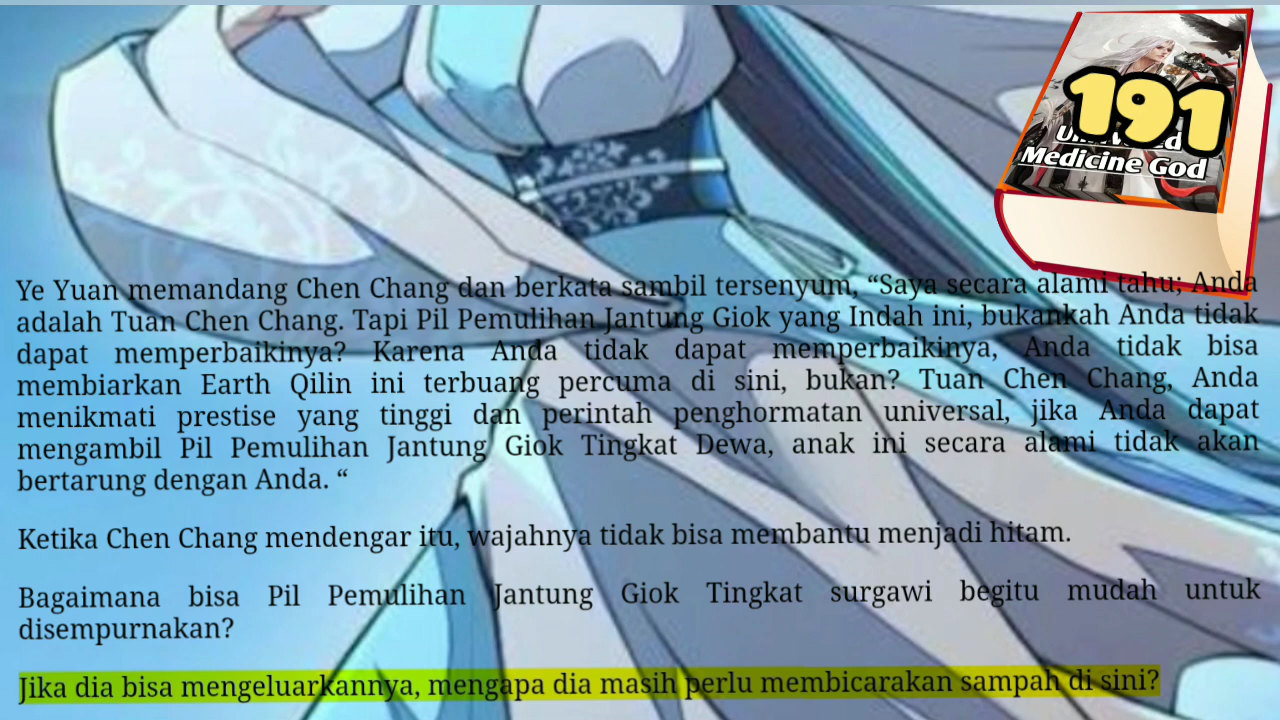 191
Medicine God
Ye Yuan memandang Chen Chang dan berkata sambil tersenyum, “Saya secara alami tahu; Anda
adalah Tuan Chen Chang. Tapi Pil Pemulihan Jantung Giok yang Indah ini, bukankah Anda tidak
dapat memperbaikinya? Karena Anda tidak dapat memperbaikinya, Anda tidak bisa
membiarkan Earth Qilin ini terbuang percuma di sini, bukan? Tuan Chen Chang, Anda
menikmati prestise yang tinggi dan perintah penghormatan universal, jika Anda dapat
mengambil Pil Pemulihan Jantung Giok Tingkat Dewa, anak ini secara alami tidak akan
bertarung dengan Anda. “
Ketika Chen Chang mendengar itu, wajahnya tidak bisa membantu menjadi hitam.
Bagaimana bisa Pil Pemulihan Jantung Giok Tingkat surgawi begitu mudah untuk
disempurnakan?
Jika dia bisa mengeluarkannya, mengapa dia masih perlu membicarakan sampah di sini?